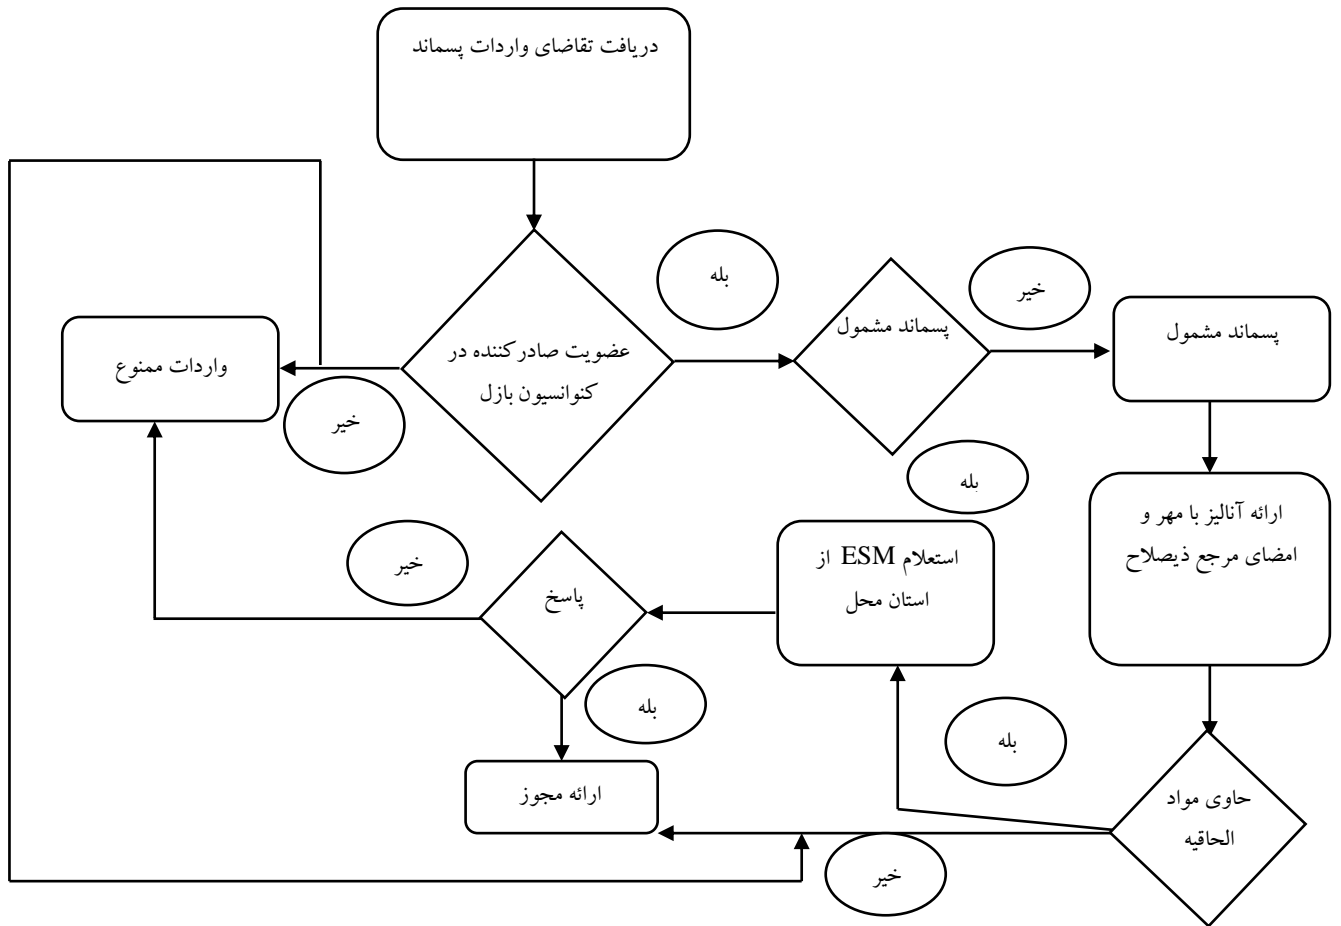 دریافت تقاضای واردات پسماند
بله
خیر
پسماند مشمول
پسماند مشمول
عضویت صادر کننده در
کنوانسیون بازل
واردات ممنوع
خیر
بله
ارائه آنالیز با مهر و
امضای مرجع ذیصلاح
استعلام ESM از
استان محل
خیر
پاسخ
بله
بله
ارائه مجوز
حاوی مواد
الحاقیه
خیر